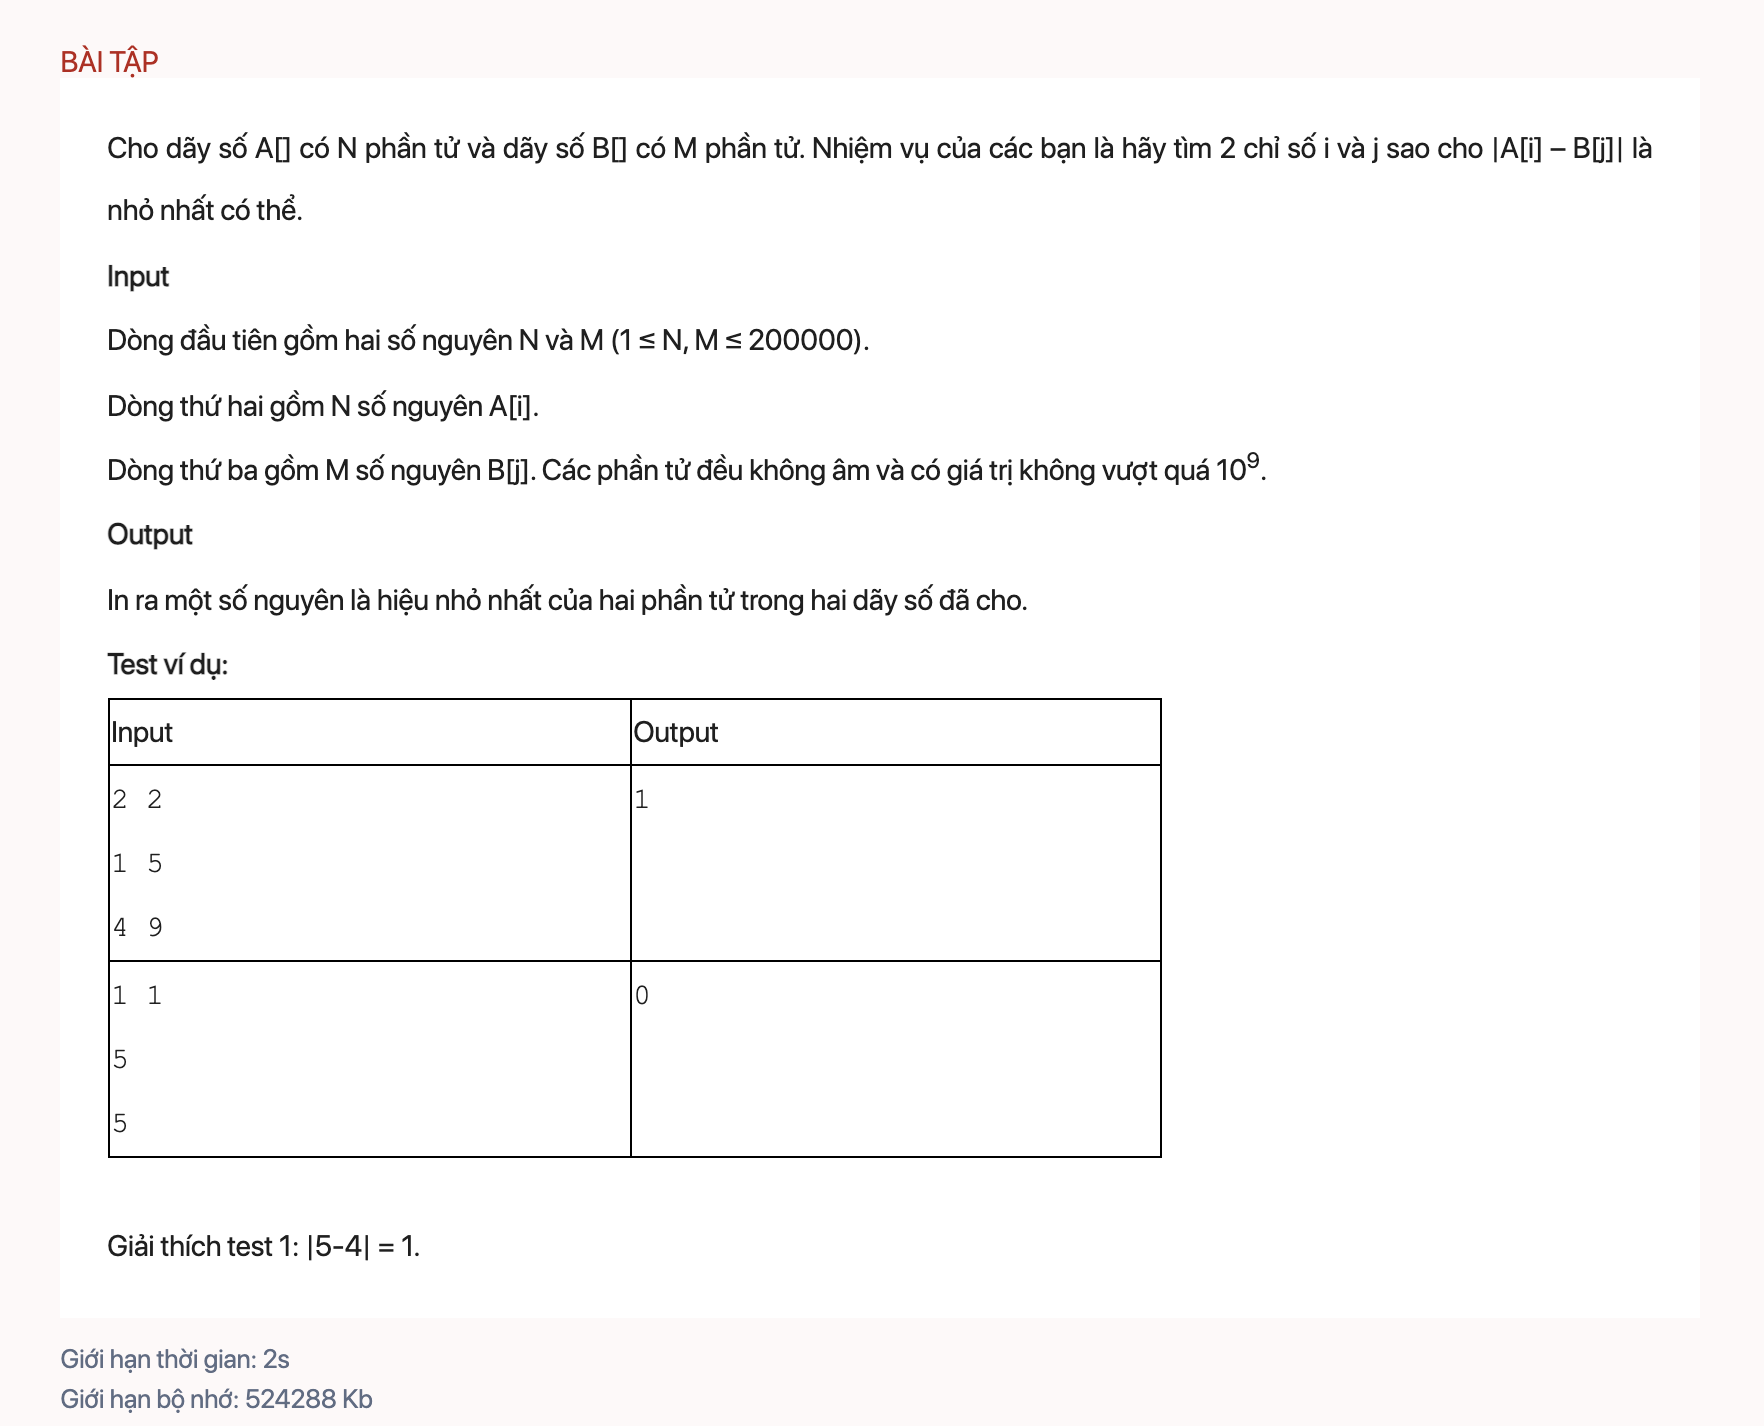 BÀI TẬP
Cho dãy số A[] có N phần tử và dãy số B[] có M phần tử. Nhiệm vụ của các bạn là hãy tìm 2 chỉ số i và j sao cho |A[i] – B[j]| là
nhỏ nhất có thể.
Input
Dòng đầu tiên gồm hai số nguyên N và M (1 ≤ N, M ≤ 200000).
Dòng thứ hai gồm N số nguyên A[i].
Dòng thứ ba gồm M số nguyên B[j]. Các phần tử đều không âm và có giá trị không vượt quá 10⁹.
Output
In ra một số nguyên là hiệu nhỏ nhất của hai phần tử trong hai dãy số đã cho.
Test ví dụ:
Input Output
2 2 1
1 5
4 9
1 1 0
5
5
Giải thích test 1: |5-4| = 1.
Giới hạn thời gian: 2s
Giới hạn bộ nhớ: 524288 Kb